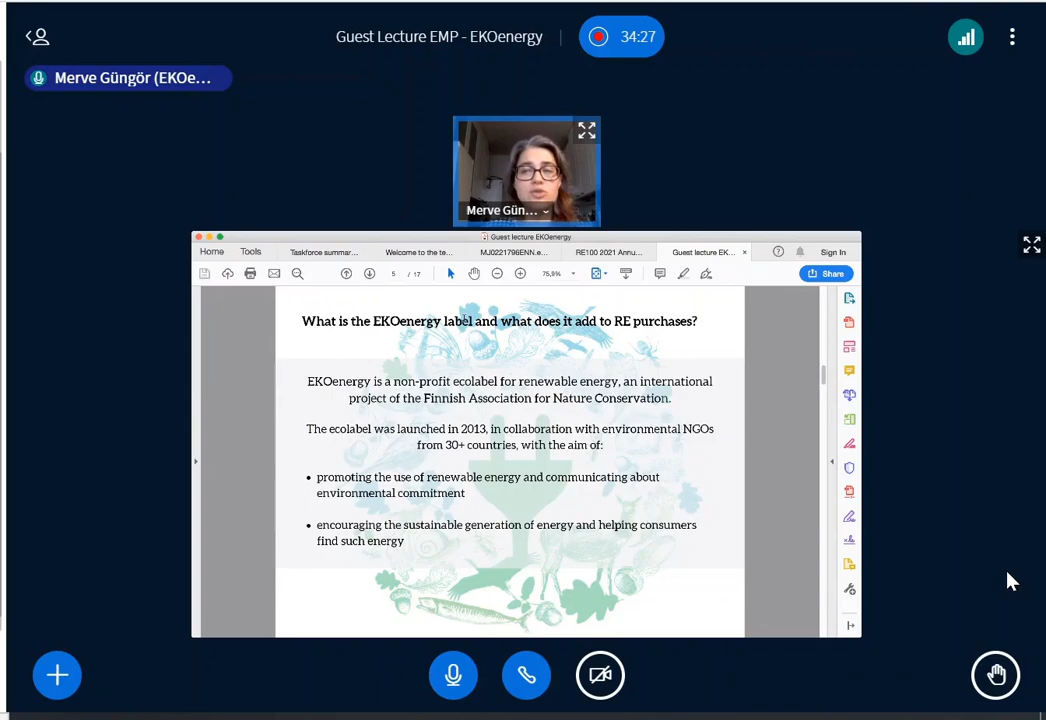 Guest Lecture EMP - EKOenergy
34:27
Merve Güngör (EKOe...
Merve Gün...
Guest lecture EKOenergy
Home Tools Taskforce summar... Welcome to the te... MJ0221796ENN.e... RE100 2021 Annu... Guest lecture EK... × Sign In
5 / 17 75,9% Share
What is the EKOenergy label and what does it add to RE purchases?
EKOenergy is a non-profit ecolabel for renewable energy, an international
project of the Finnish Association for Nature Conservation.
The ecolabel was launched in 2013, in collaboration with environmental NGOs
from 30+ countries, with the aim of:
• promoting the use of renewable energy and communicating about
environmental commitment
• encouraging the sustainable generation of energy and helping consumers
find such energy